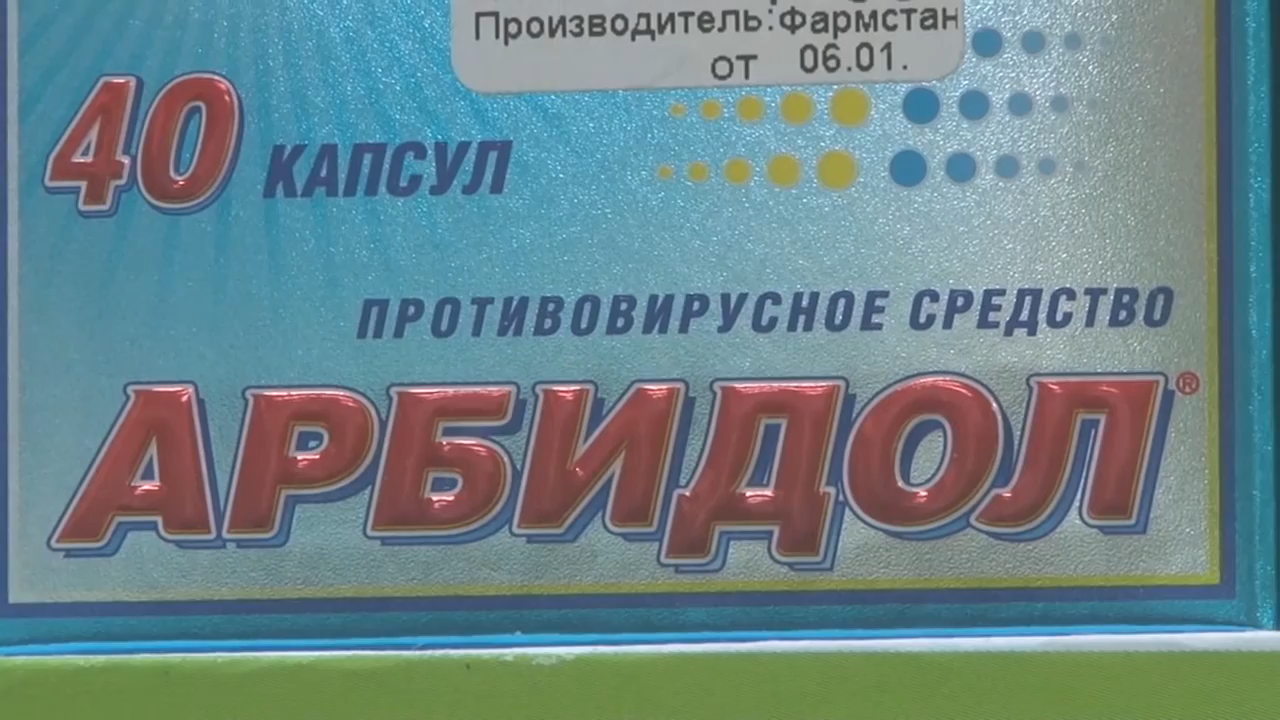 Производитель:Фармстан
от 06.01.
40 КАПСУЛ
ПРОТИВОВИРУСНОЕ СРЕДСТВО
АРБИДОЛ®